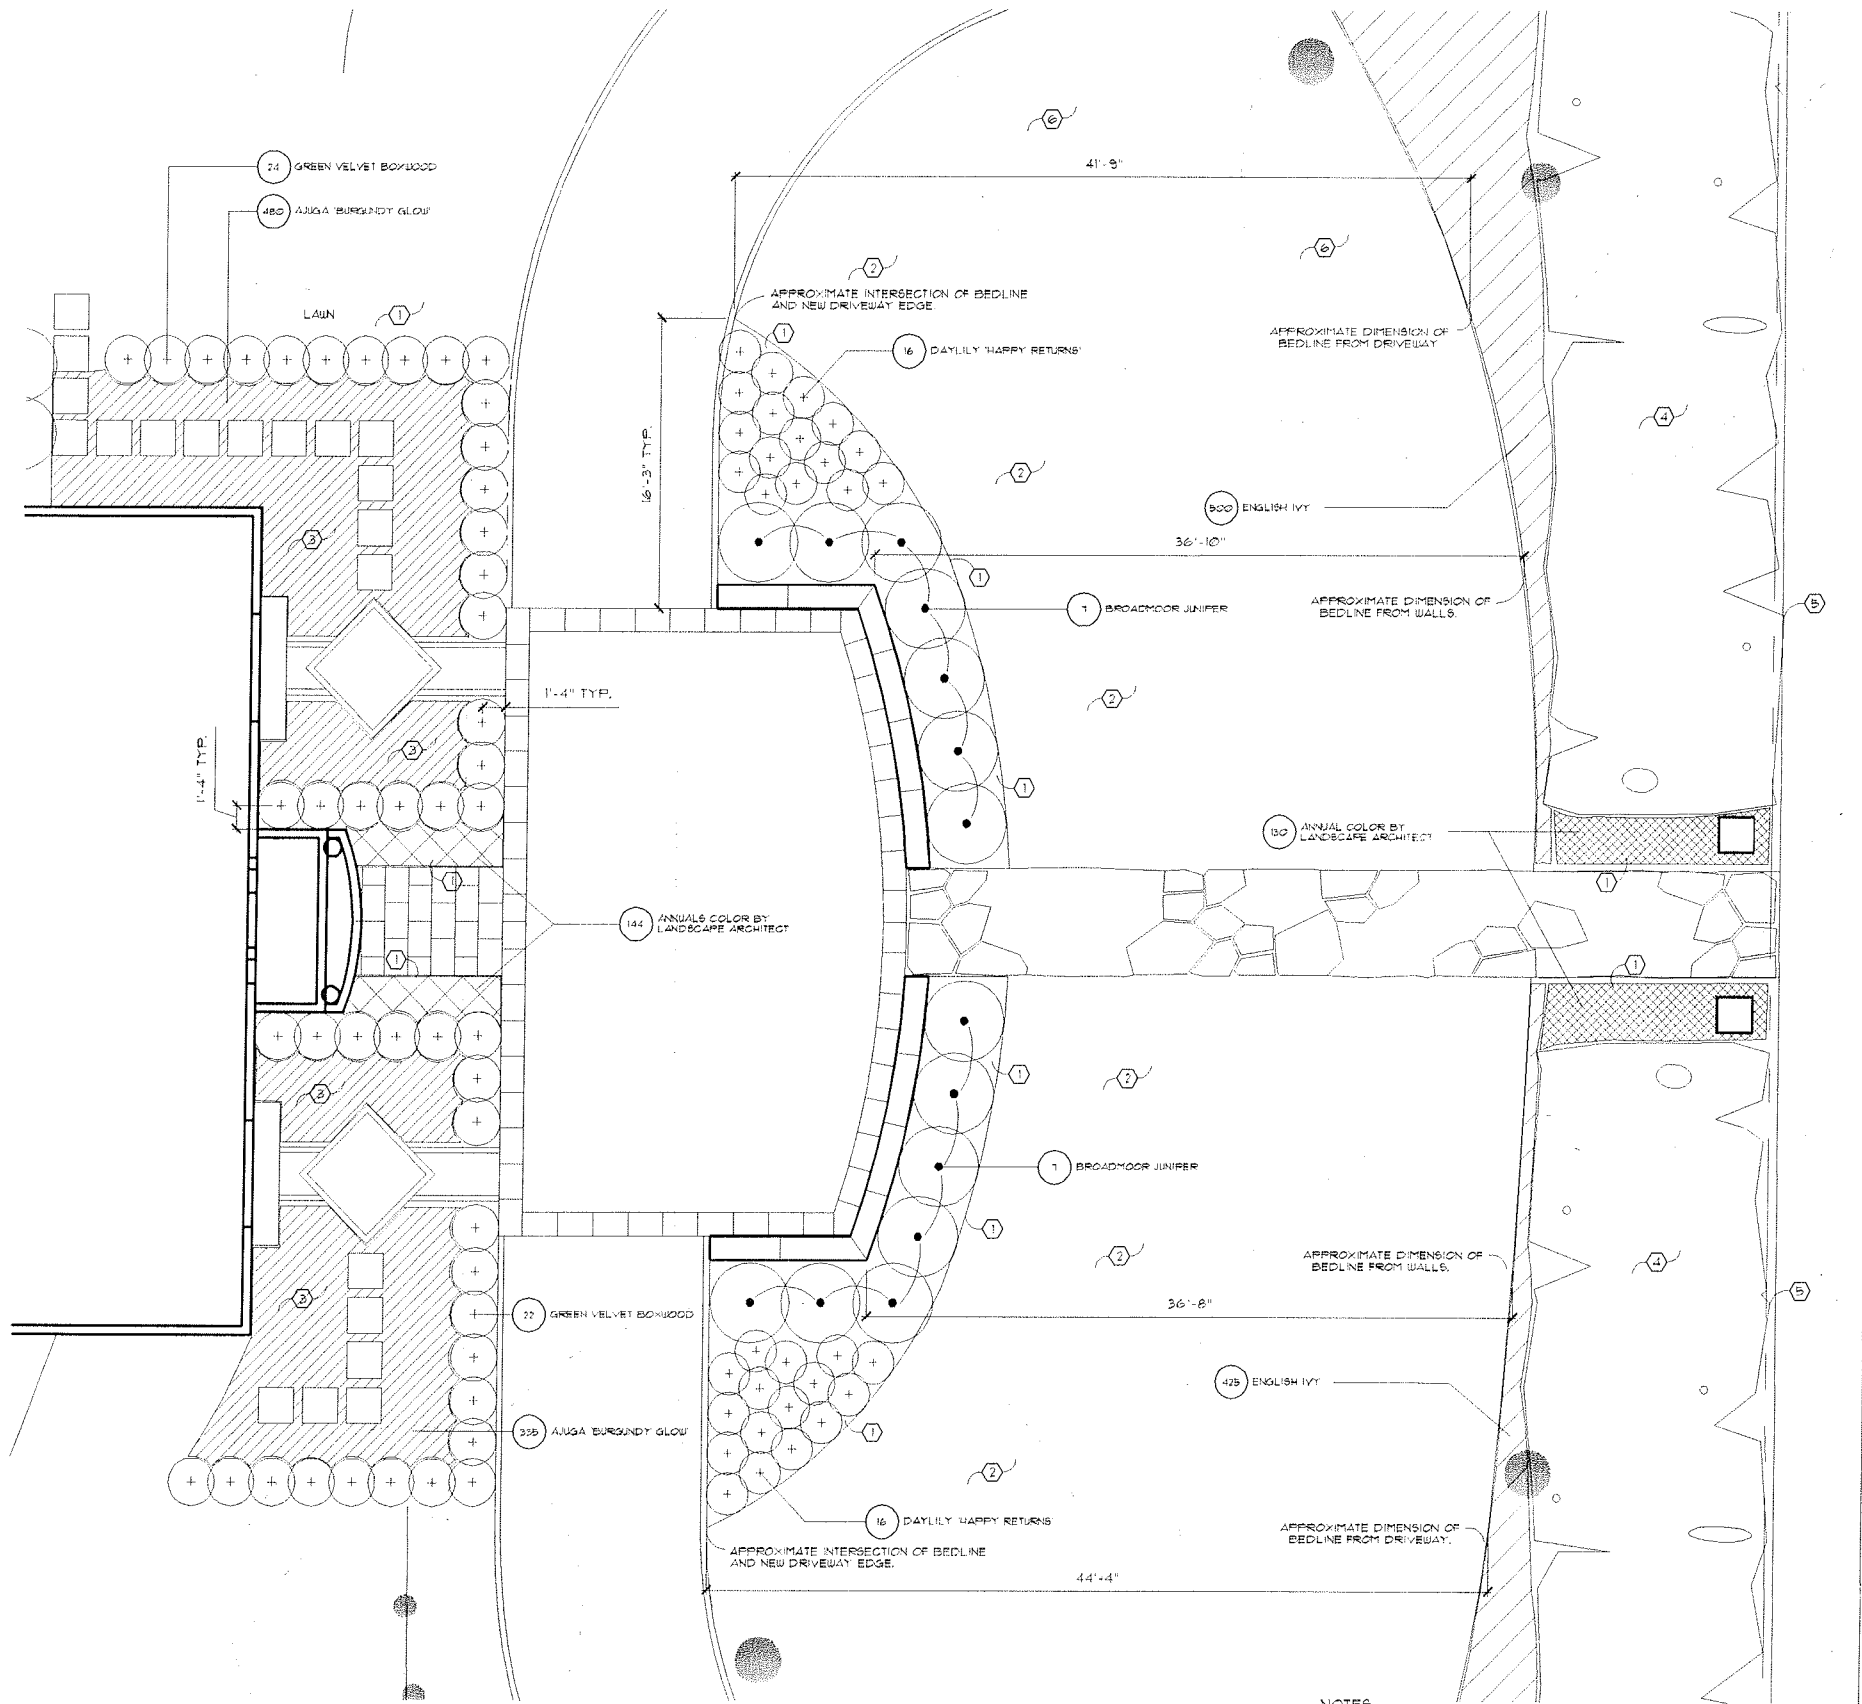 6
41'-9"
24 GREEN VELVET BOXWOOD
480 AJUGA 'BURGUNDY GLOW'
6
2
APPROXIMATE INTERSECTION OF BEDLINE
AND NEW DRIVEWAY EDGE.
LAWN
1
1
APPROXIMATE DIMENSION OF
BEDLINE FROM DRIVEWAY
16 DAYLILY 'HAPPY RETURNS'
4
16'-3" TYP.
2
500 ENGLISH IVY
3
36'-10"
1
7 BROADMOOR JUNIPER
APPROXIMATE DIMENSION OF
BEDLINE FROM WALLS.
5
1'-4" TYP.
2
1'-4" TYP.
3
1
130 ANNUAL COLOR BY
LANDSCAPE ARCHITECT
1
1
144 ANNUALS COLOR BY
LANDSCAPE ARCHITECT
1
1
3
1
2
7 BROADMOOR JUNIPER
1
2
APPROXIMATE DIMENSION OF
BEDLINE FROM WALLS.
4
3
5
36'-8"
22 GREEN VELVET BOXWOOD
425 ENGLISH IVY
335 AJUGA 'BURGUNDY GLOW'
1
2
16 DAYLILY 'HAPPY RETURNS'
APPROXIMATE DIMENSION OF
BEDLINE FROM DRIVEWAY.
APPROXIMATE INTERSECTION OF BEDLINE
AND NEW DRIVEWAY EDGE.
44'-4"
NOTES